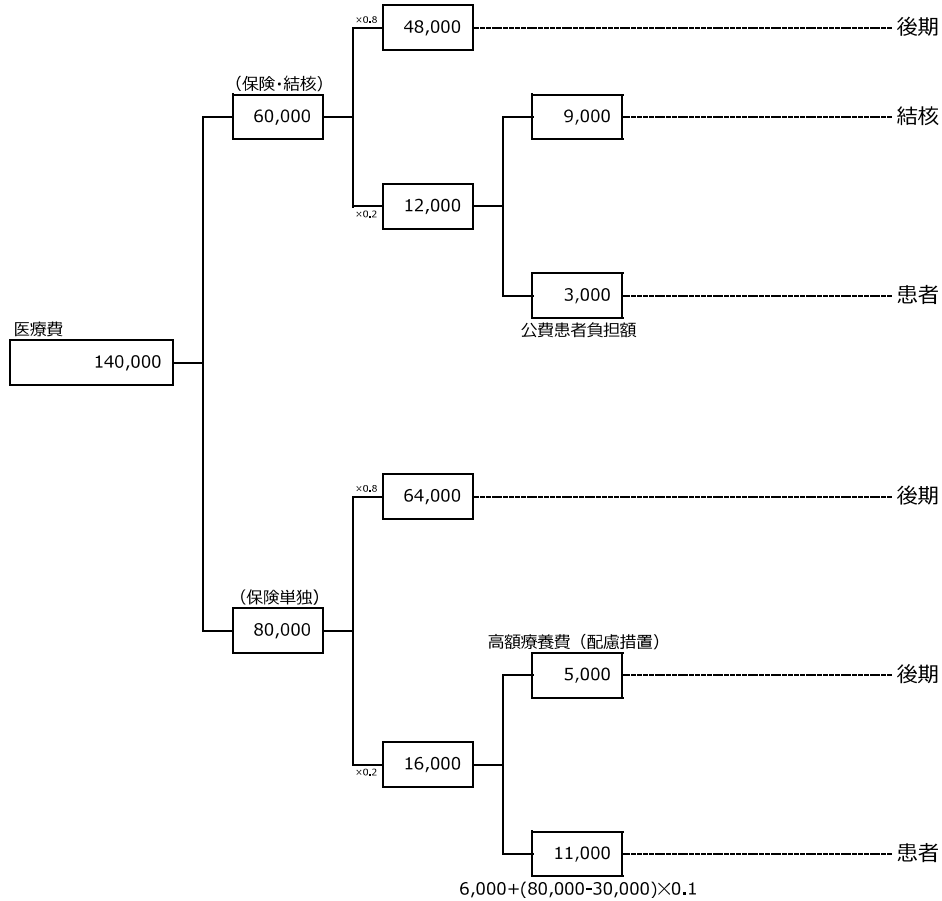 ×0.8
48,000
後期
(保険・結核)
60,000
9,000
結核
12,000
×0.2
3,000
患者
公費患者負担額
医療費
140,000
×0.8
64,000
後期
(保険単独)
80,000
高額療養費(配慮措置)
5,000
後期
16,000
×0.2
11,000
患者
6,000+(80,000-30,000)×0.1